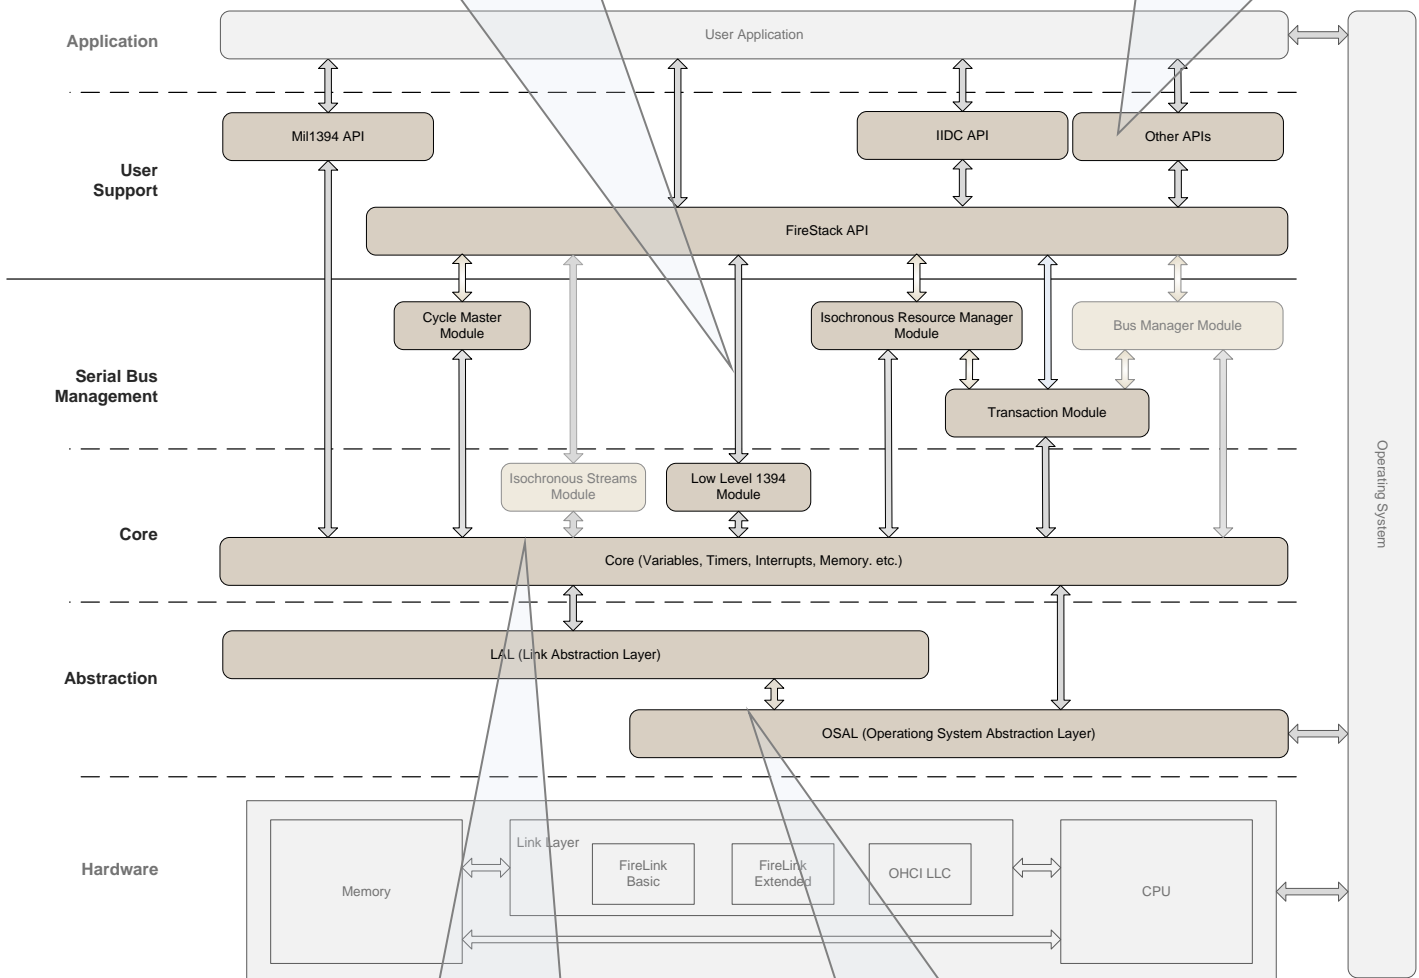 Application
User Application
Mil1394 API
IIDC API
Other APIs
User
Support
FireStack API
Cycle Master
Module
Isochronous Resource Manager
Module
Bus Manager Module
Serial Bus
Management
Transaction Module
Isochronous Streams
Module
Low Level 1394
Module
Core
Core (Variables, Timers, Interrupts, Memory. etc.)
Operating System
LAL (Link Abstraction Layer)
Abstraction
OSAL (Operationg System Abstraction Layer)
Hardware
Memory
Link Layer
FireLink
Basic
FireLink
Extended
OHCI LLC
CPU